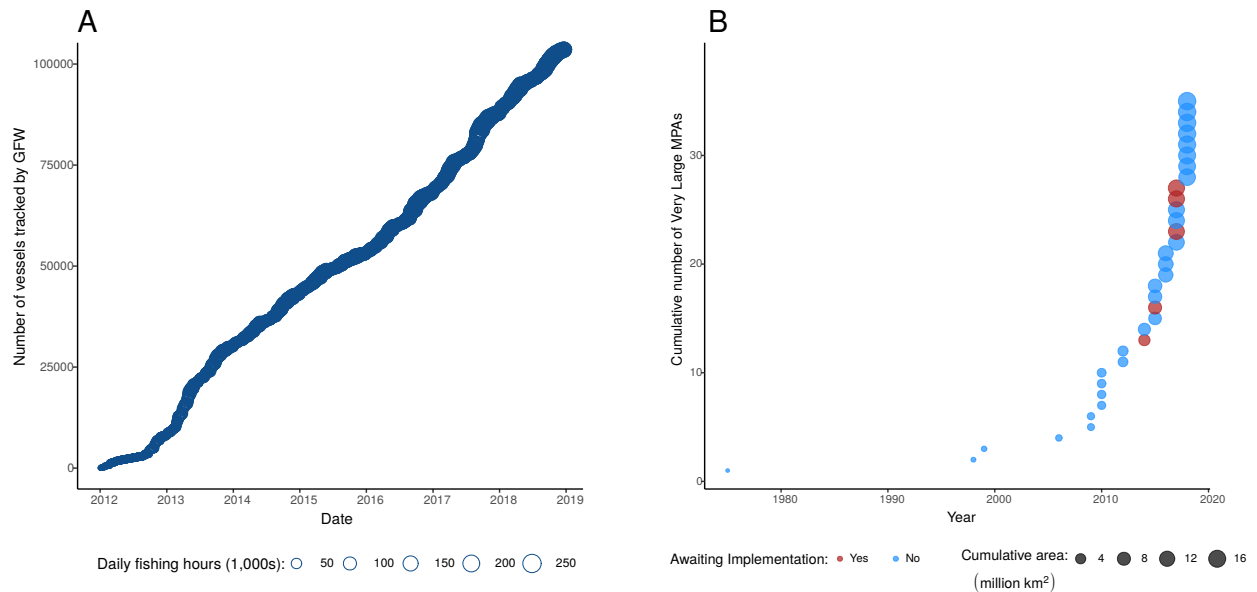 A
Number of vessels tracked by GFW
100000
75000
50000
25000
0
2012 2013 2014 2015 2016 2017 2018 2019
Date
Daily fishing hours (1,000s): 50 100 150 200 250
B
Cumulative number of Very Large MPAs
30
20
10
0
1980 1990 2000 2010 2020
Year
Awaiting Implementation: Yes No Cumulative area: 4 8 12 16
(million km²)